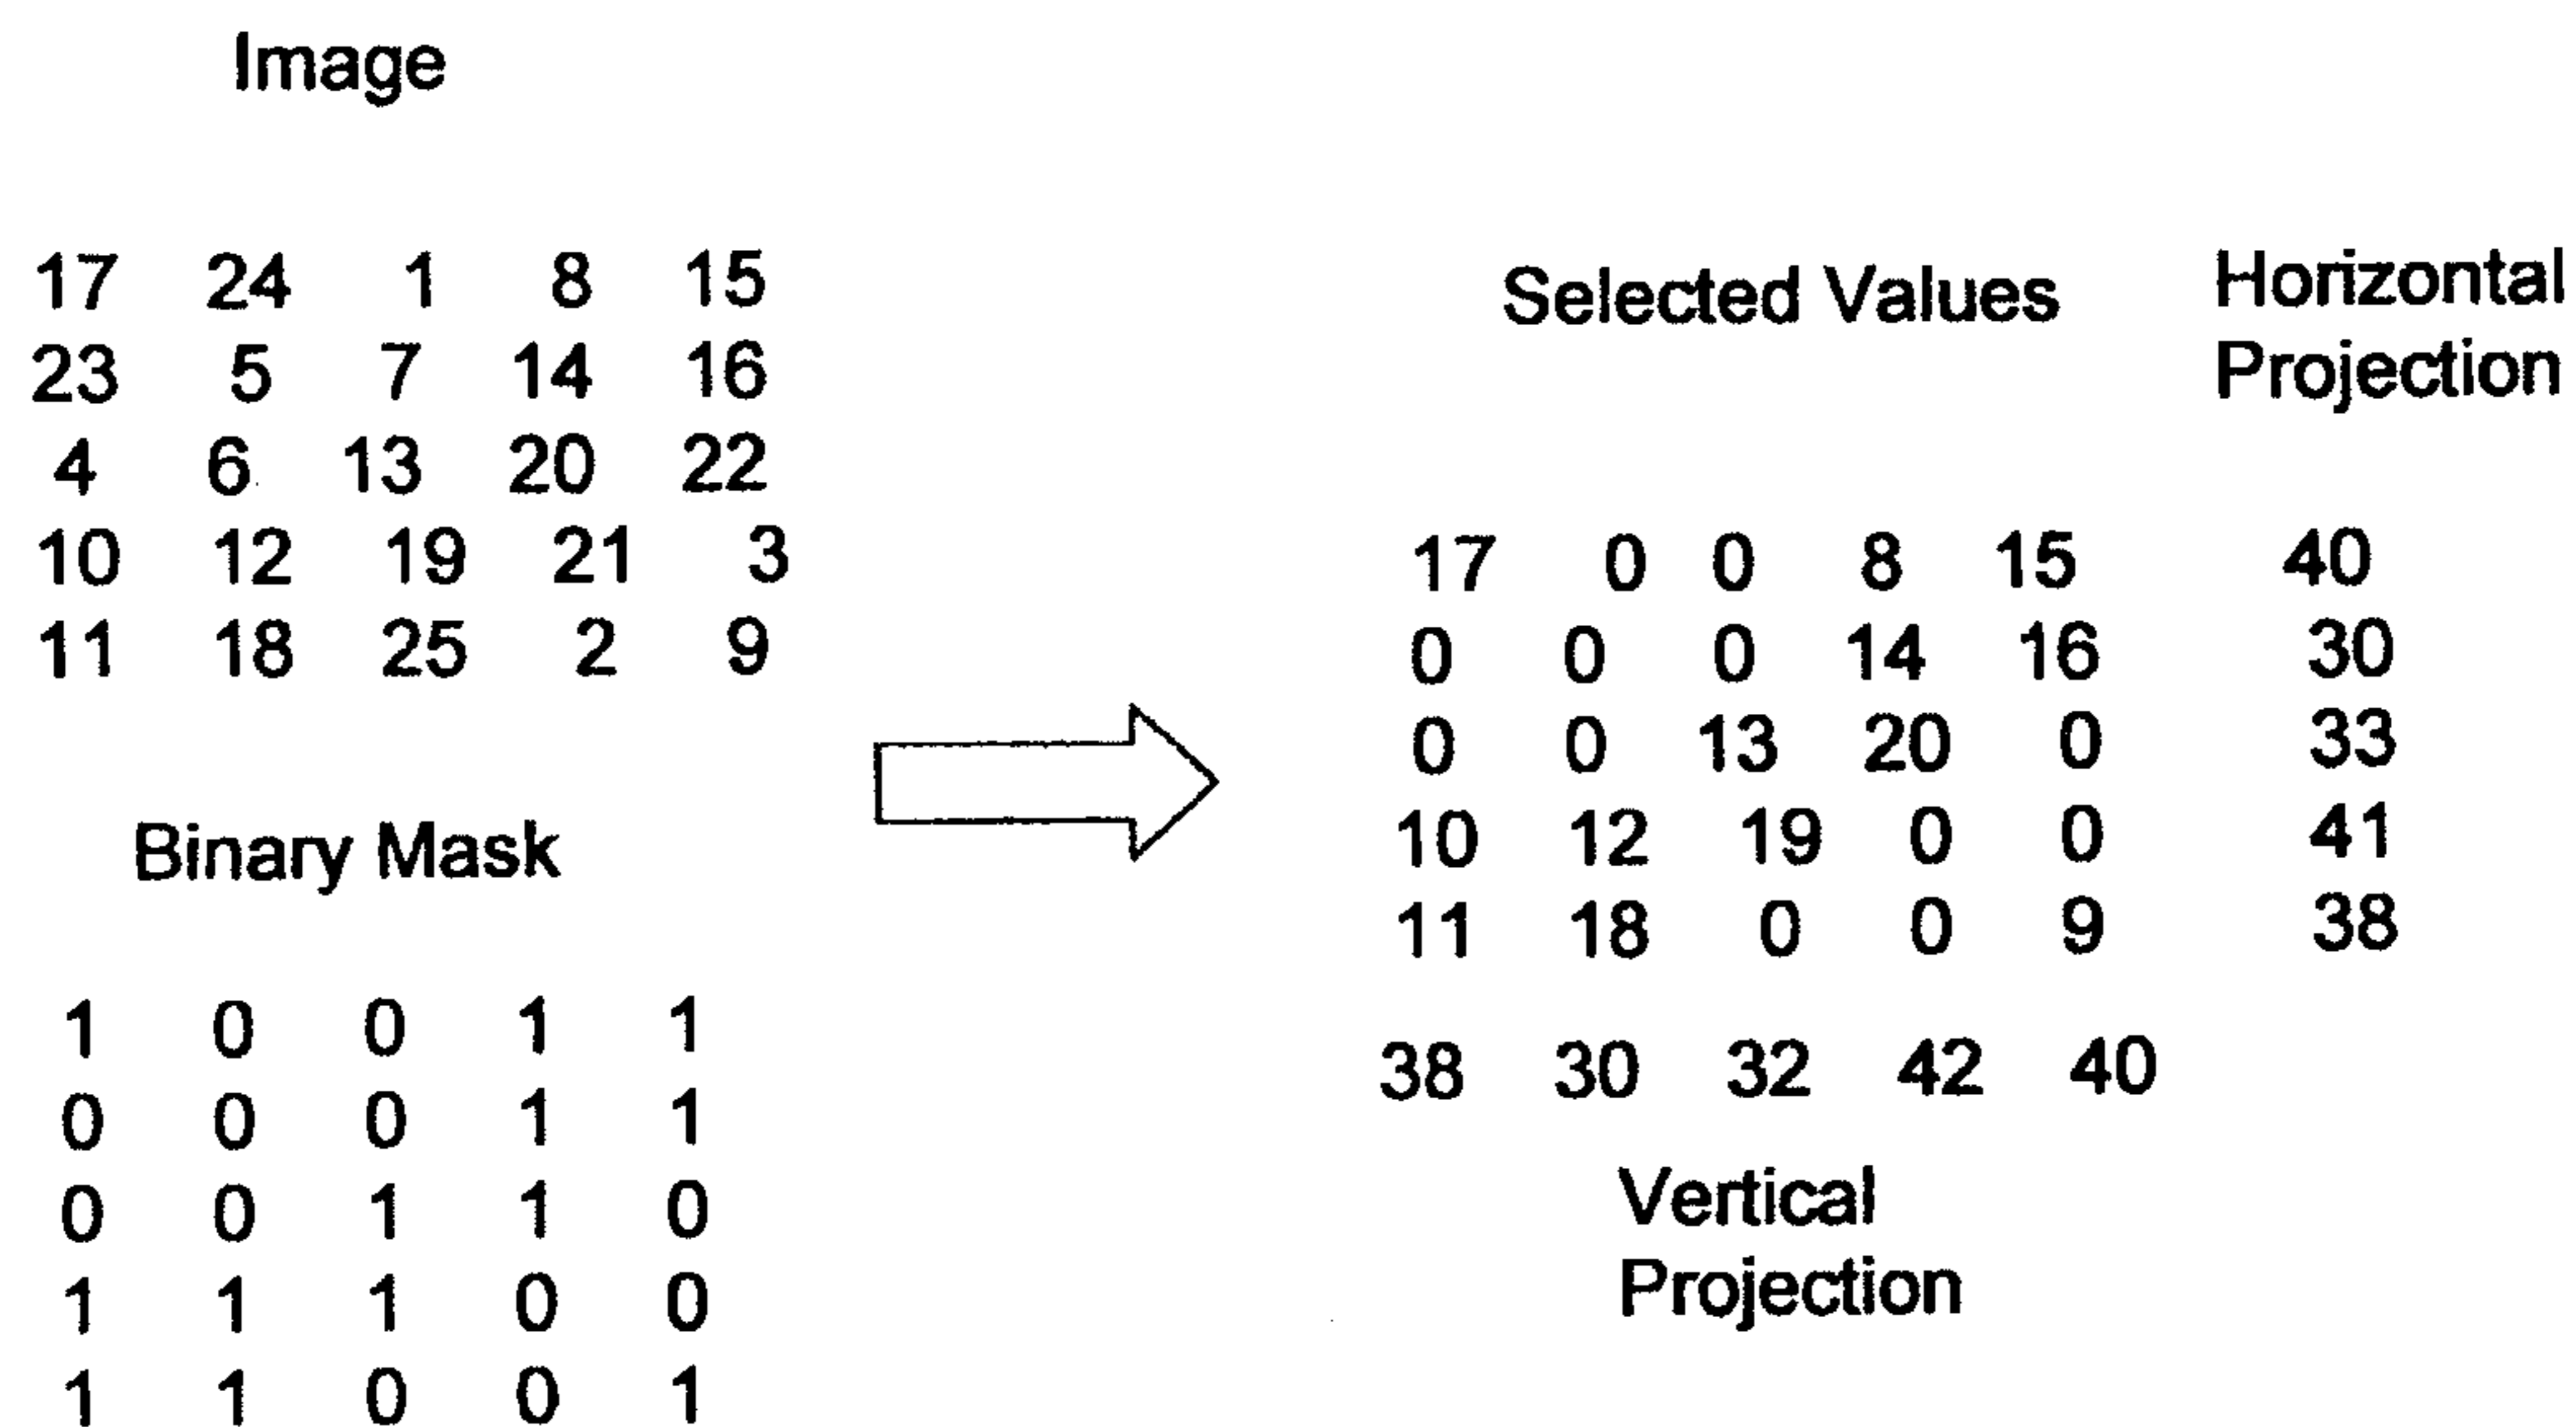 Image
17 24 1 8 15
23 5 7 14 16
4 6 13 20 22
10 12 19 21 3
11 18 25 2 9
Binary Mask
1 0 0 1 1
0 0 0 1 1
0 0 1 1 0
1 1 1 0 0
1 1 0 0 1
Selected Values
Horizontal
Projection
17 0 0 8 15 40
0 0 0 14 16 30
0 0 13 20 0 33
10 12 19 0 0 41
11 18 0 0 9 38
38 30 32 42 40
Vertical
Projection